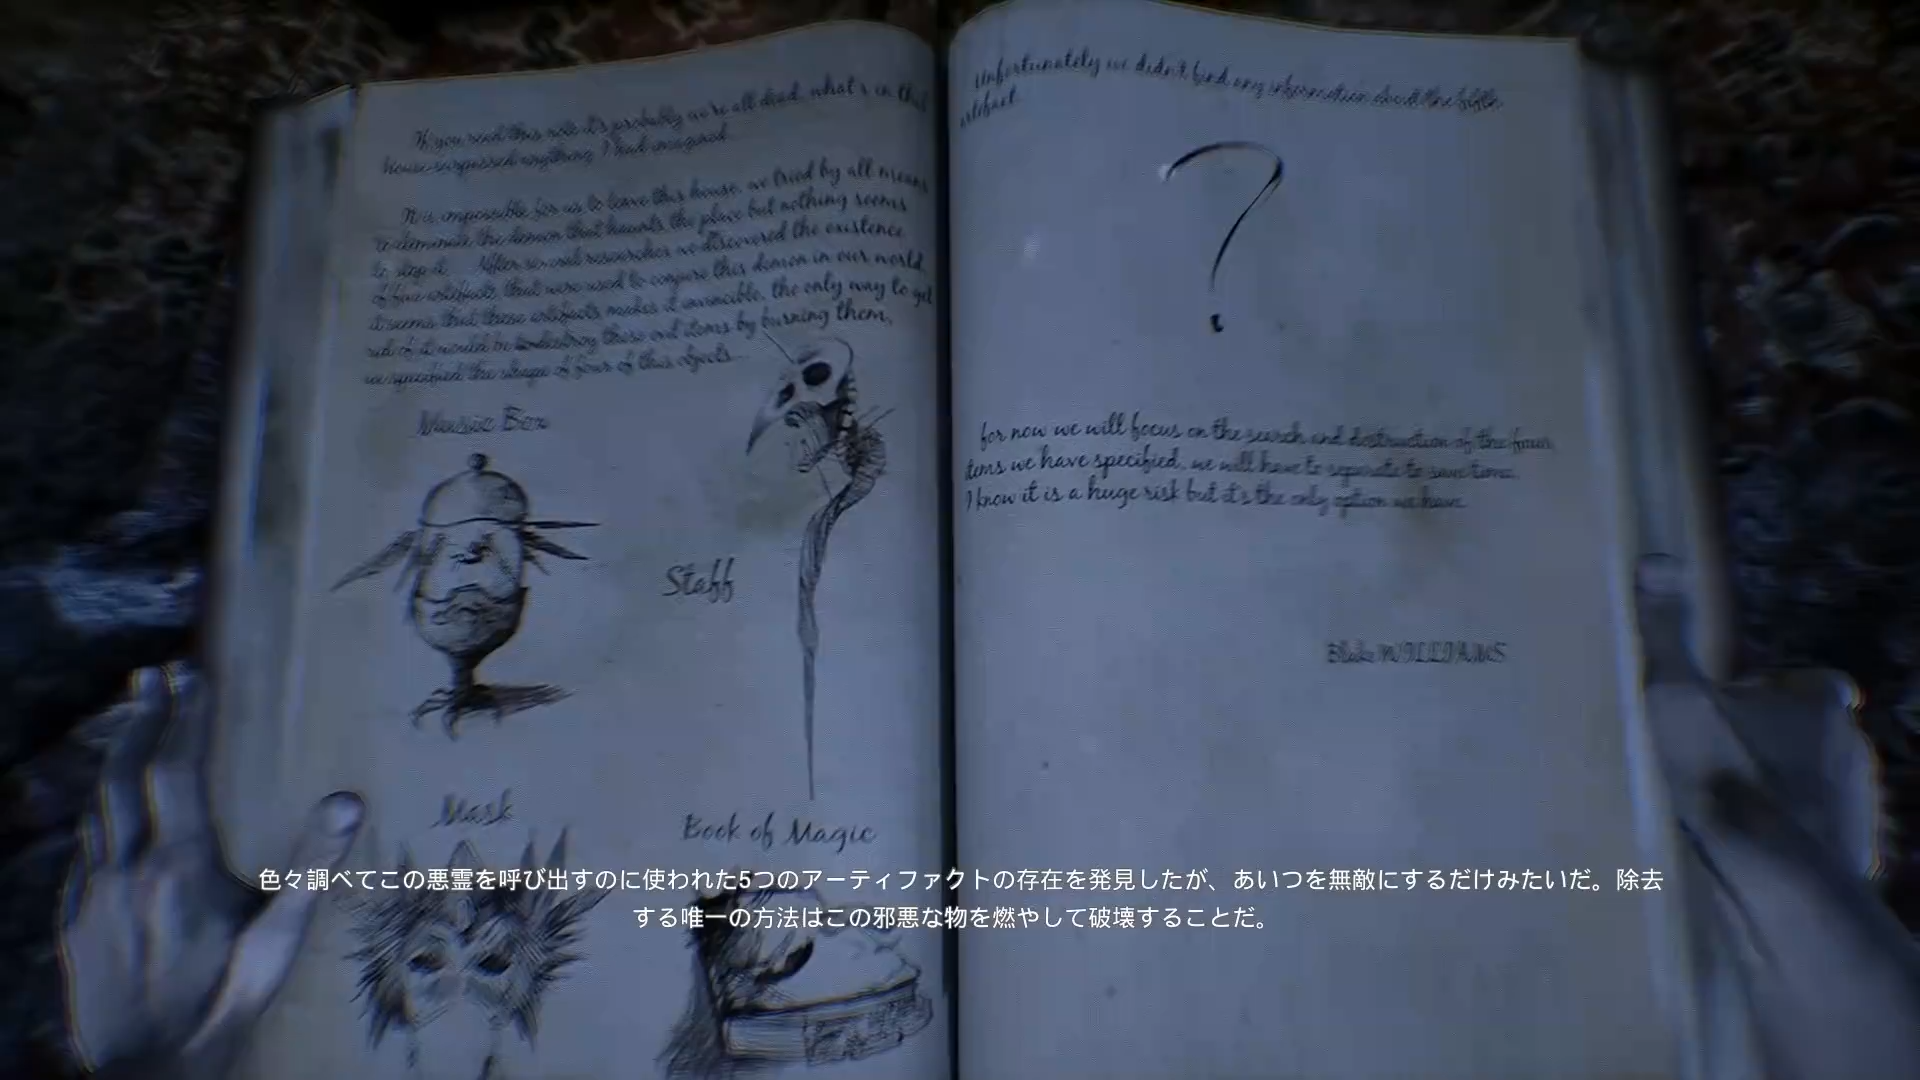 If you read this note it's probably we're all dead, what's in this
house surpassed anything I had imagined.
It is impossible for us to leave this house, we tried by all means
to eliminate the demon that haunts the place but nothing seems
to stop it. After several researches we discovered the existence
of five artefacts that were used to conjure this demon in our world,
it seems that these artefacts makes it invincible, the only way to get
rid of it would be to destroy these evil items by burning them,
we specified the shape of four of this objects...
Music Box
Staff
Mask
Book of Magic
Unfortunately we didn't find any information about the fifth
artefact.
?
for now we will focus on the search and destruction of the four
items we have specified, we will have to separate to save time.
I know it is a huge risk but it's the only option we have.
Blake WILLIAMS
色々調べてこの悪霊を呼び出すのに使われた5つのアーティファクトの存在を発見したが、あいつを無敵にするだけみたいだ。除去
する唯一の方法はこの邪悪な物を燃やして破壊することだ。